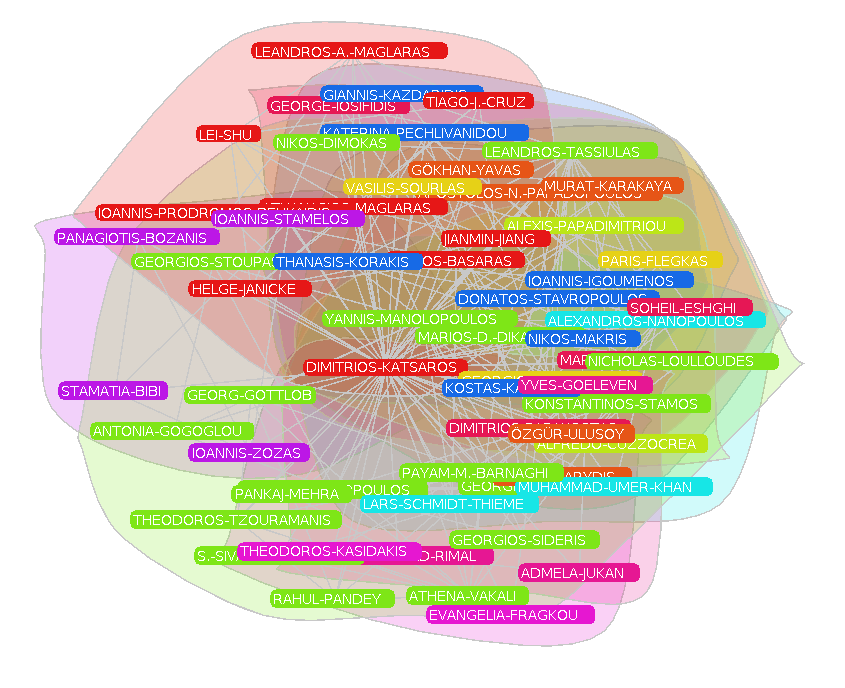 LEANDROS-A.-MAGLARAS
GIANNIS-KAZDARIDIS
TIAGO-J.-CRUZ
GEORGE-IOSIFIDIS
LEI-SHU
KATERINA-PECHLIVANIDOU
NIKOS-DIMOKAS
LEANDROS-TASSIULAS
GÖKHAN-YAVAS
VASILIS-SOURLAS
MURAT-KARAKAYA
MAGLARAS
IOANNIS-STAMELOS
ALEXIS-PAPADIMITRIOU
PANAGIOTIS-BOZANIS
JIANMIN-JIANG
THANASIS-KORAKIS
OS-BASARAS
PARIS-FLEGKAS
IOANNIS-IGOUMENOS
HELGE-JANICKE
DONATOS-STAVROPOULOS
SOHEIL-ESHGHI
YANNIS-MANOLOPOULOS
ALEXANDROS-NANOPOULOS
MARIOS-D.-DIKA
NIKOS-MAKRIS
NICHOLAS-LOULLOUDES
DIMITRIOS-KATSAROS
KOSTAS-KA
YVES-GOELEVEN
STAMATIA-BIBI
GEORG-GOTTLOB
KONSTANTINOS-STAMOS
ANTONIA-GOGOGLOU
ÖZGÜR-ULUSOY
ALFREDO-CUZZOCREA
IOANNIS-ZOZAS
PAYAM-M.-BARNAGHI
PANKAJ-MEHRA
OPOULOS
MUHAMMAD-UMER-KHAN
LARS-SCHMIDT-THIEME
THEODOROS-TZOURAMANIS
GEORGIOS-SIDERIS
THEODOROS-KASIDAKIS
D-RIMAL
ADMELA-JUKAN
RAHUL-PANDEY
ATHENA-VAKALI
EVANGELIA-FRAGKOU